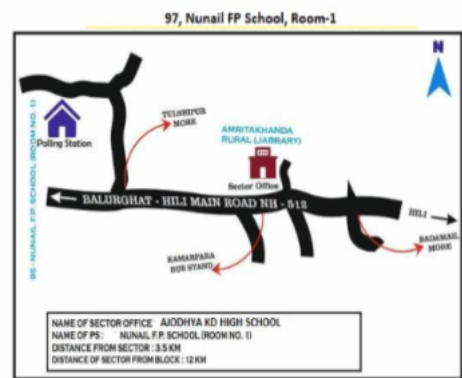 97, Nunail FP School, Room-1
N
TULSHIPUR
MORE
AMRITAKHANDA
RURAL (LIABRARY)
Polling Station
Sector Office
95 - NUNAIL F.P. SCHOOL (ROOM NO. 1)
BALURGHAT - HILI MAIN ROAD NH - 512
HILI
KAMARPARA
BUS STAND
BADAMAIL
MORE
NAME OF SECTOR OFFICE AJODHYA KD HIGH SCHOOL
NAME OF PS : NUNAIL F.P. SCHOOL (ROOM NO. 1)
DISTANCE FROM SECTOR : 3.5 KM
DISTANCE OF SECTOR FROM BLOCK : 12 KM